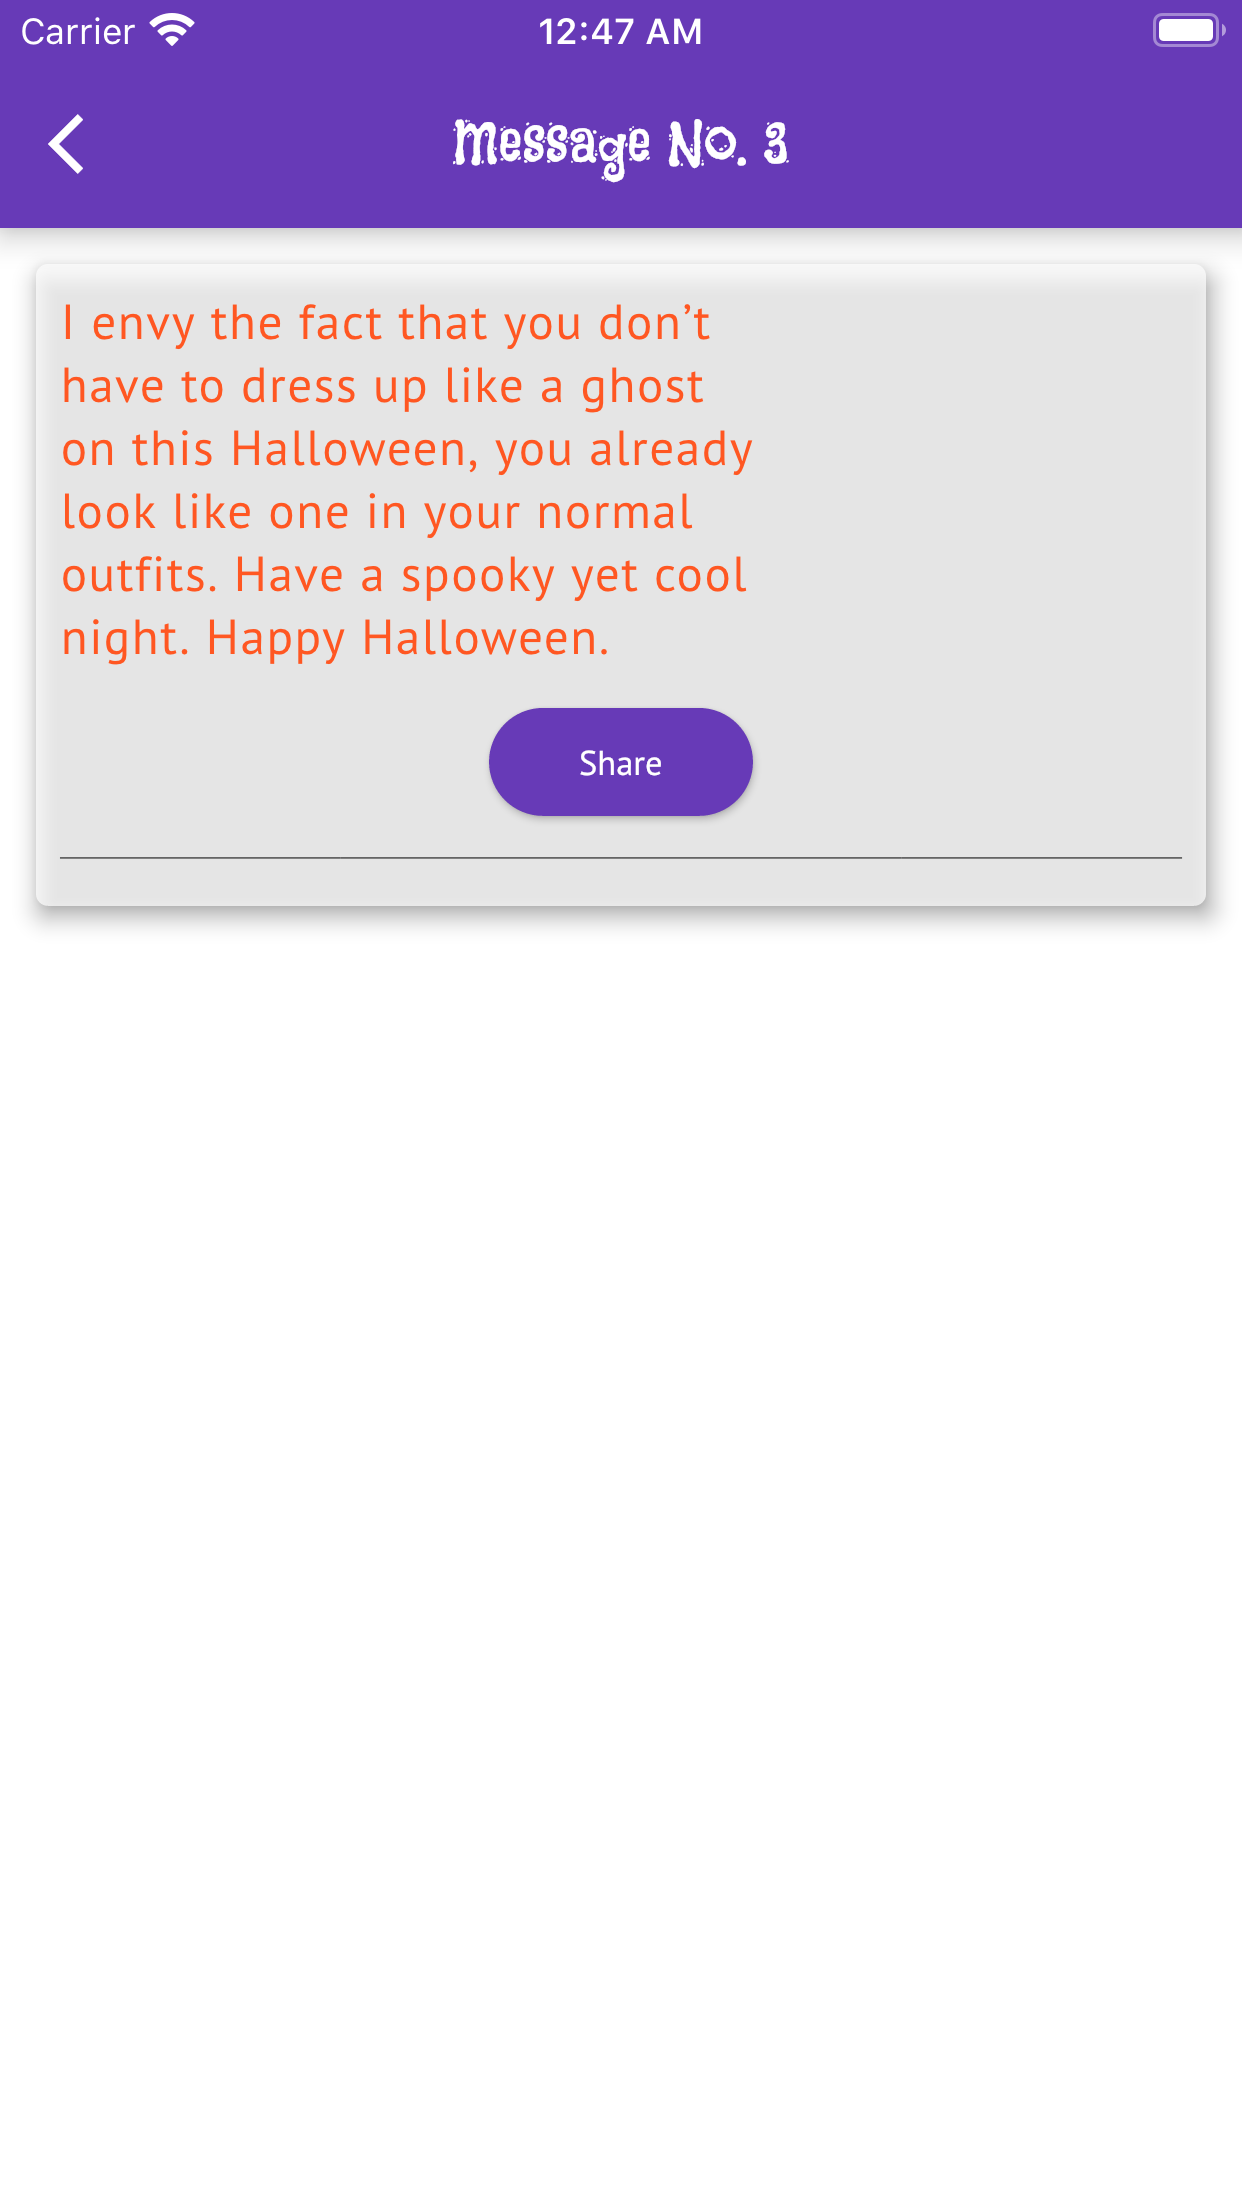 Carrier 12:47 AM
Message No. 3
I envy the fact that you don’t
have to dress up like a ghost
on this Halloween, you already
look like one in your normal
outfits. Have a spooky yet cool
night. Happy Halloween.
Share